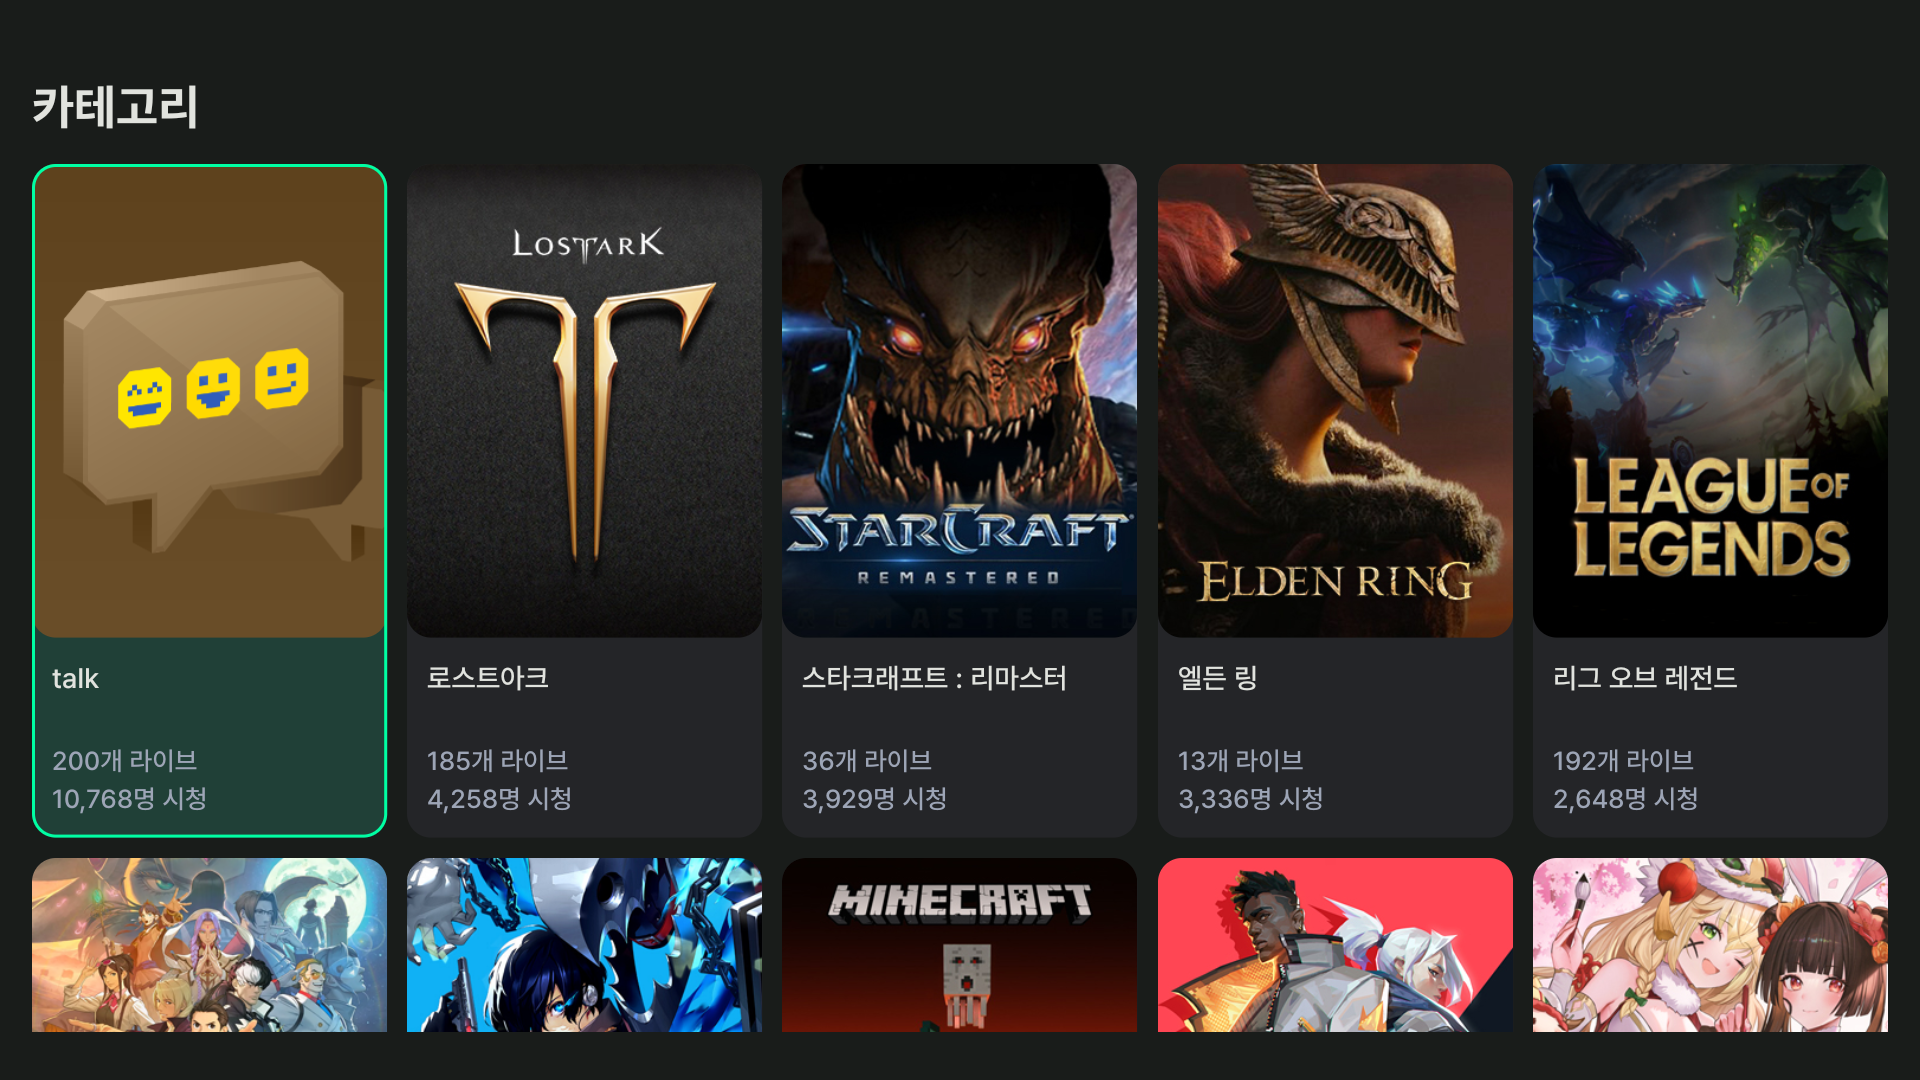 카테고리
LOSTARK
STARCRAFT
REMASTERED
ELDEN RING
LEAGUE OF
LEGENDS
talk
200개 라이브
10,768명 시청
로스트아크
185개 라이브
4,258명 시청
스타크래프트 : 리마스터
36개 라이브
3,929명 시청
엘든 링
13개 라이브
3,336명 시청
리그 오브 레전드
192개 라이브
2,648명 시청
MINECRAFT